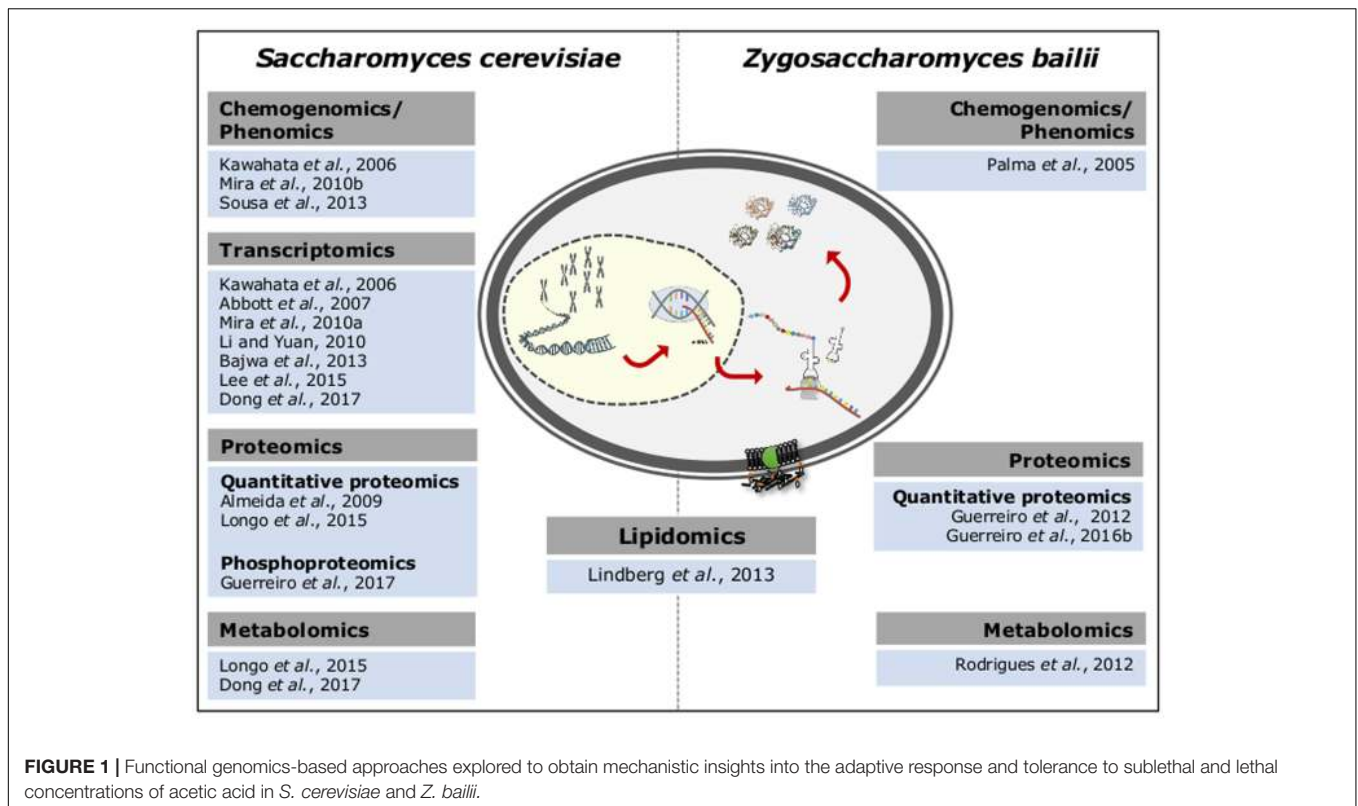 Saccharomyces cerevisiae
Zygosaccharomyces bailii
Chemogenomics/
Phenomics
Kawahata et al., 2006
Mira et al., 2010b
Sousa et al., 2013
Transcriptomics
Kawahata et al., 2006
Abbott et al., 2007
Mira et al., 2010a
Li and Yuan, 2010
Bajwa et al., 2013
Lee et al., 2015
Dong et al., 2017
Proteomics
Quantitative proteomics
Almeida et al., 2009
Longo et al., 2015
Phosphoproteomics
Guerreiro et al., 2017
Metabolomics
Longo et al., 2015
Dong et al., 2017
Lipidomics
Lindberg et al., 2013
Chemogenomics/
Phenomics
Palma et al., 2005
Proteomics
Quantitative proteomics
Guerreiro et al., 2012
Guerreiro et al., 2016b
Metabolomics
Rodrigues et al., 2012
FIGURE 1 | Functional genomics-based approaches explored to obtain mechanistic insights into the adaptive response and tolerance to sublethal and lethal
concentrations of acetic acid in S. cerevisiae and Z. bailii.